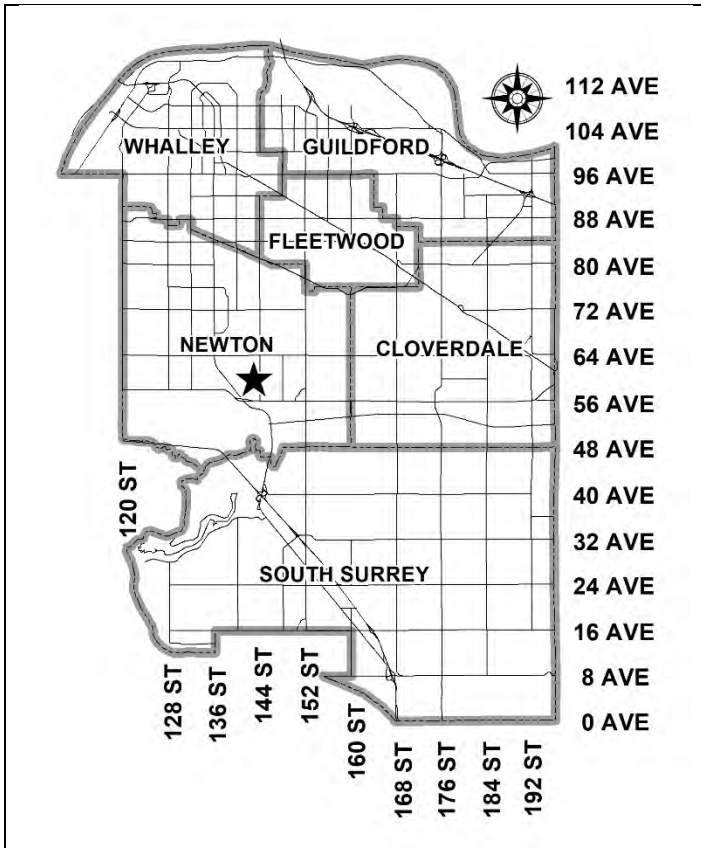 112 AVE
104 AVE
WHALLEY
GUILDFORD
96 AVE
88 AVE
FLEETWOOD
80 AVE
72 AVE
NEWTON
CLOVERDALE
64 AVE
56 AVE
48 AVE
120 ST
40 AVE
32 AVE
SOUTH SURREY
24 AVE
16 AVE
8 AVE
0 AVE
128 ST
136 ST
144 ST
152 ST
160 ST
168 ST
176 ST
184 ST
192 ST